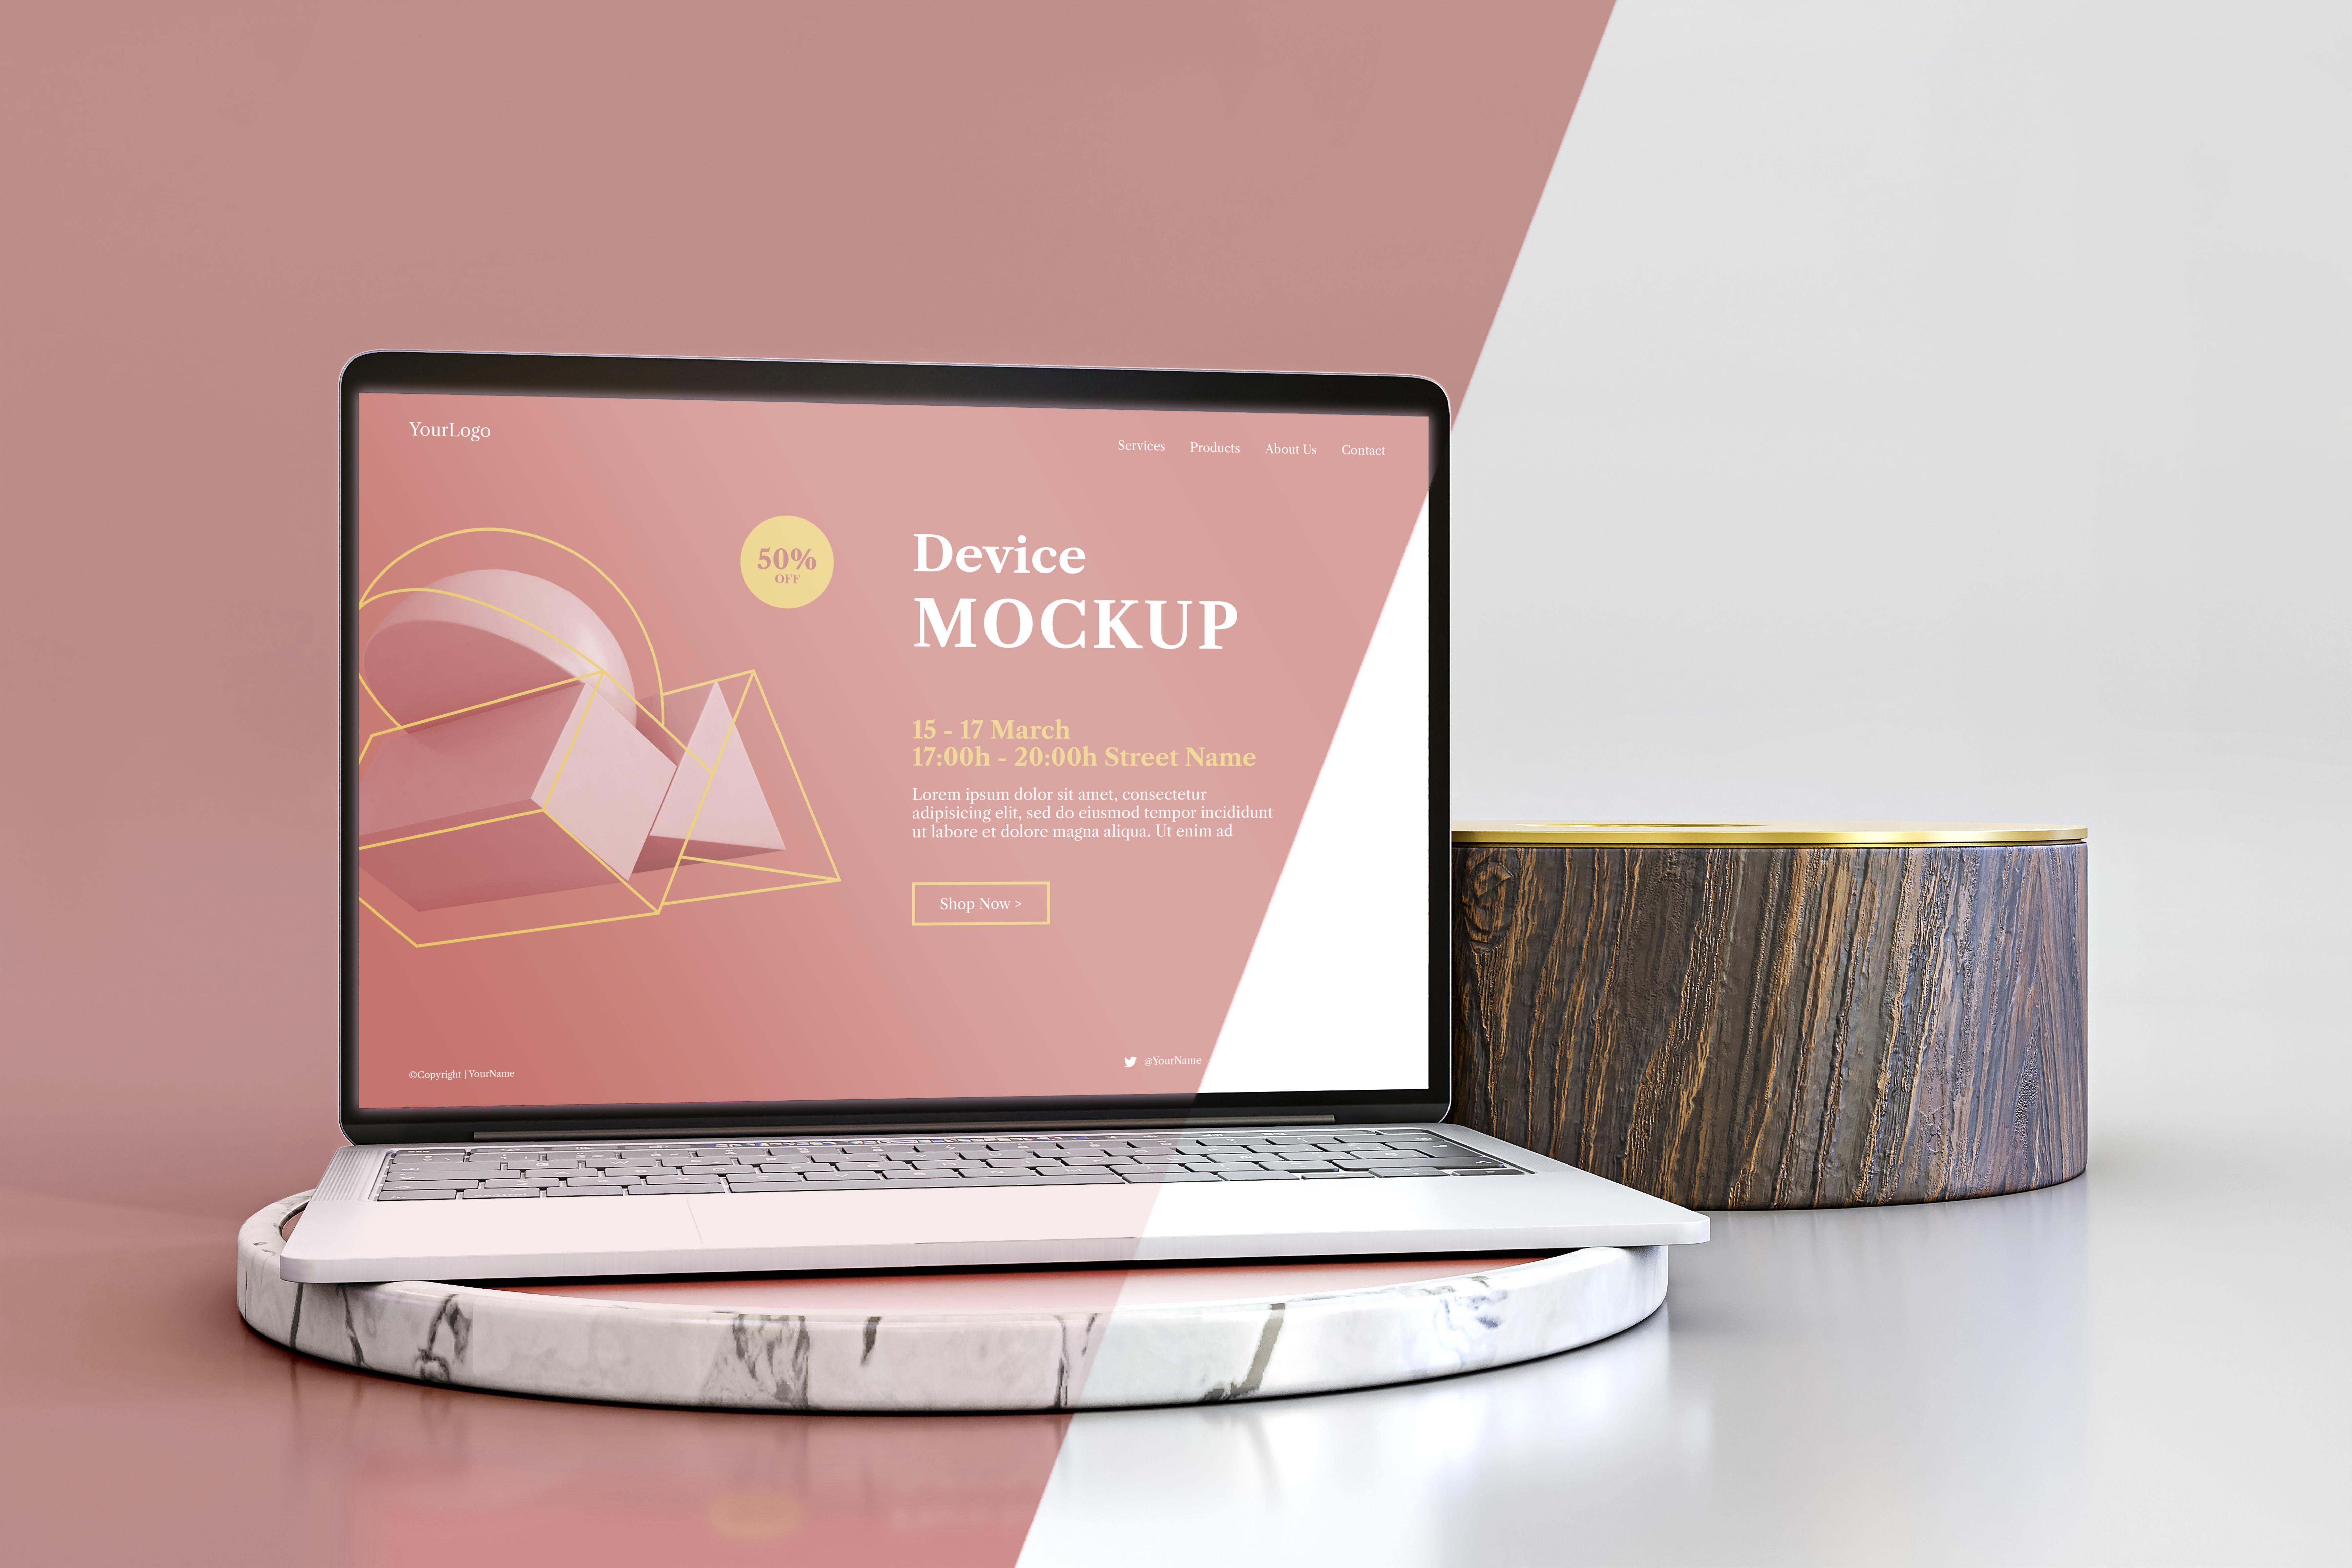 YourLogo
Services Products About Us Contact
50%
OFF
Device
MOCKUP
15 - 17 March
17:00h - 20:00h Street Name
Lorem ipsum dolor sit amet, consectetur
adipisicing elit, sed do eiusmod tempor incididunt
ut labore et dolore magna aliqua. Ut enim ad
Shop Now >
©Copyright | YourName
@YourName